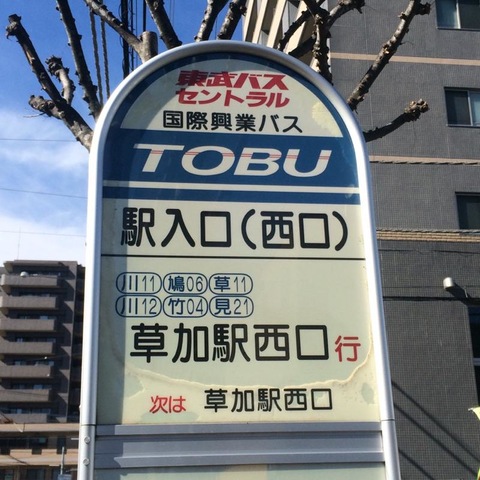 東武バス
セントラル
国際興業バス
TOBU
駅入口(西口)
川11 鳩06 草11
川12 竹04 見21
草加駅西口行
次は 草加駅西口